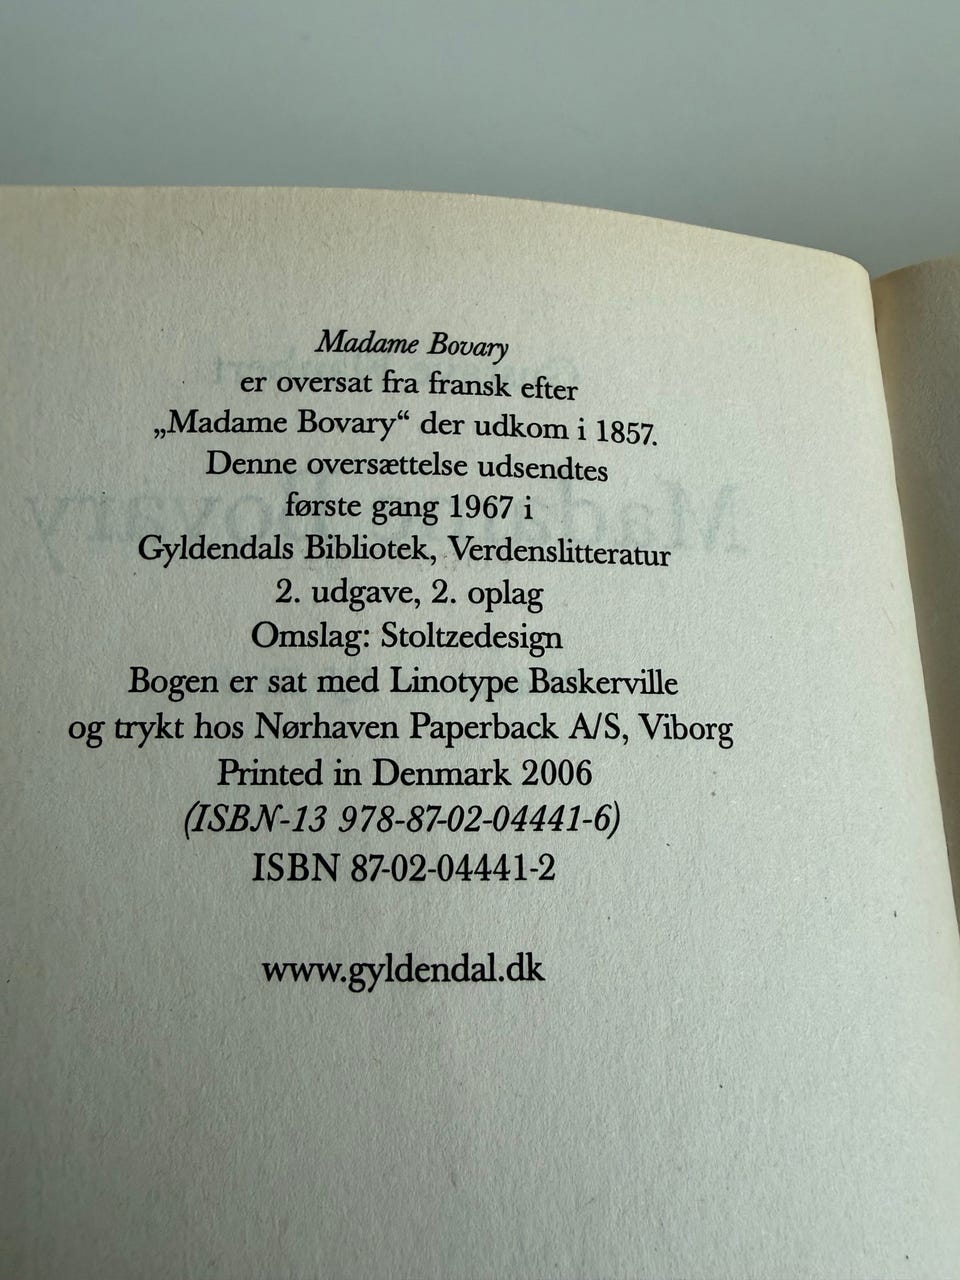 Madame Bovary
er oversat fra fransk efter
„Madame Bovary“ der udkom i 1857.
Denne oversættelse udsendtes
første gang 1967 i
Gyldendals Bibliotek, Verdenslitteratur
2. udgave, 2. oplag
Omslag: Stoltzedesign
Bogen er sat med Linotype Baskerville
og trykt hos Nørhaven Paperback A/S, Viborg
Printed in Denmark 2006
(ISBN-13 978-87-02-04441-6)
ISBN 87-02-04441-2
www.gyldendal.dk